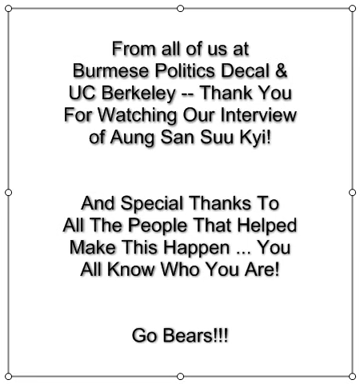 From all of us at
Burmese Politics Decal &
UC Berkeley -- Thank You
For Watching Our Interview
of Aung San Suu Kyi!
And Special Thanks To
All The People That Helped
Make This Happen ... You
All Know Who You Are!
Go Bears!!!